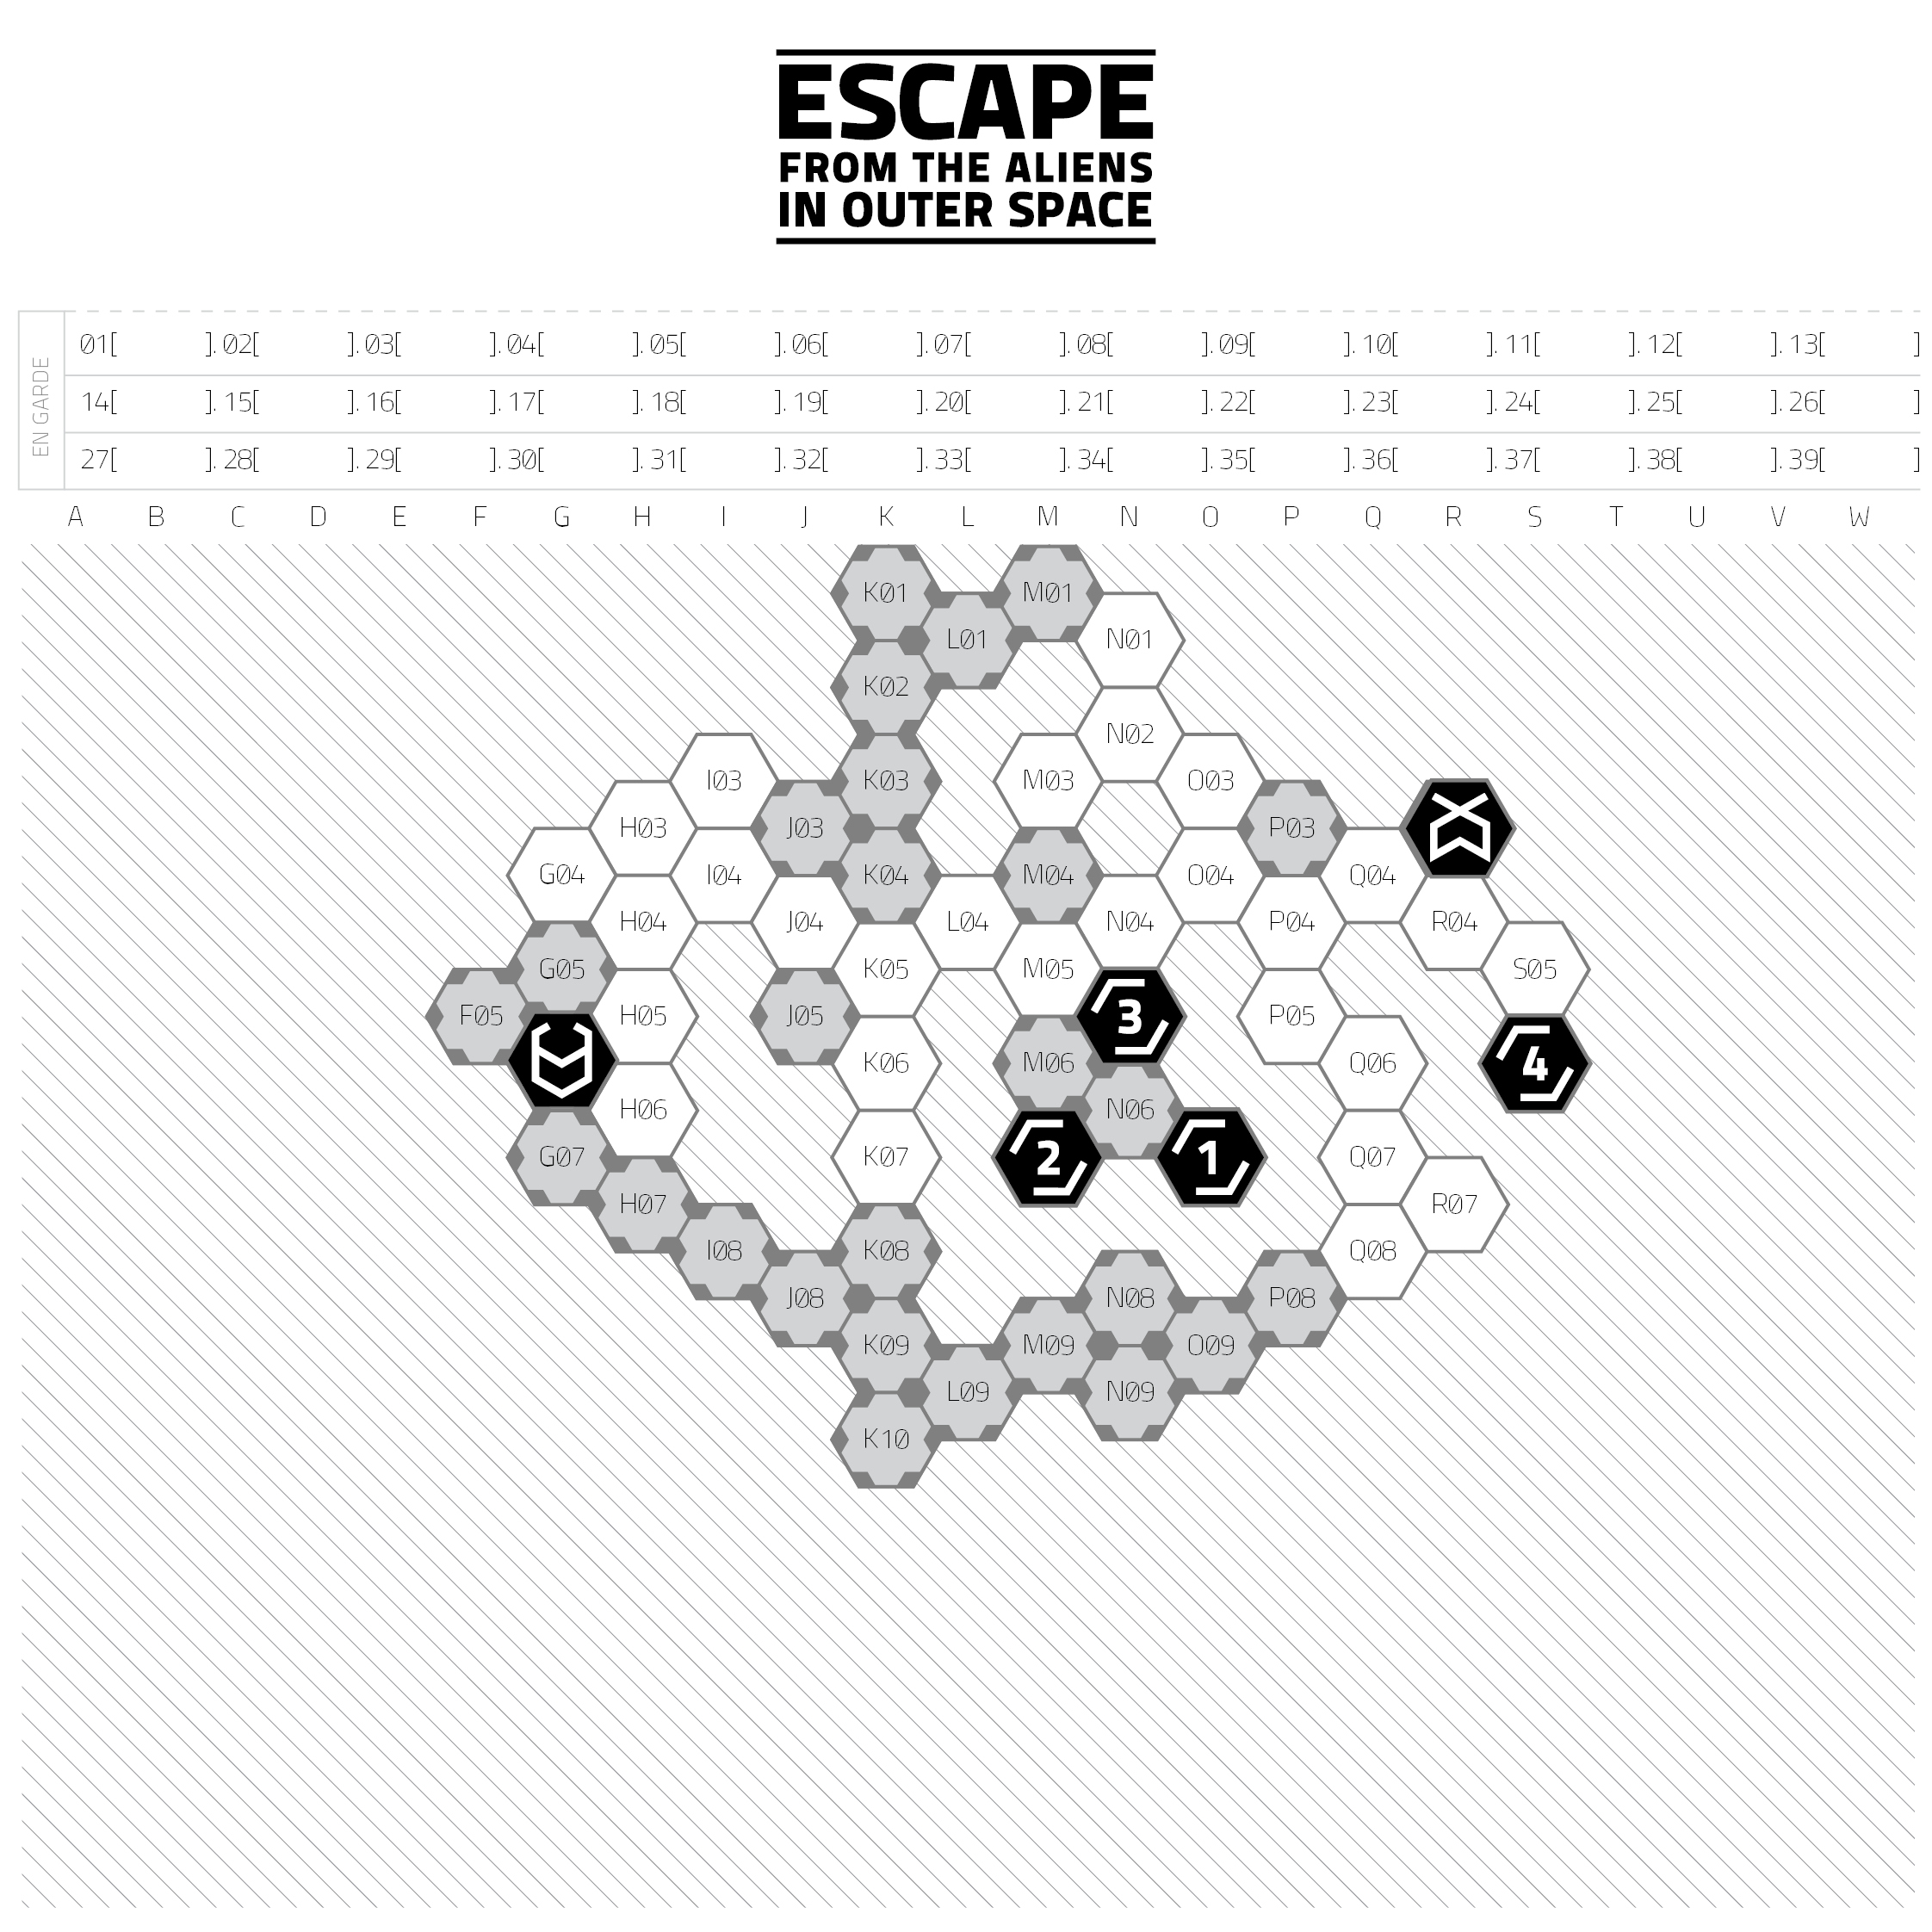 ESCAPE
FROM THE ALIENS
IN OUTER SPACE
EN GARDE
01[ ]. 02[ ]. 03[ ]. 04[ ]. 05[ ]. 06[ ]. 07[ ]. 08[ ]. 09[ ]. 10[ ]. 11[ ]. 12[ ]. 13[ ]
14[ ]. 15[ ]. 16[ ]. 17[ ]. 18[ ]. 19[ ]. 20[ ]. 21[ ]. 22[ ]. 23[ ]. 24[ ]. 25[ ]. 26[ ]
27[ ]. 28[ ]. 29[ ]. 30[ ]. 31[ ]. 32[ ]. 33[ ]. 34[ ]. 35[ ]. 36[ ]. 37[ ]. 38[ ]. 39[ ]
A B C D E F G H I J K L M N O P Q R S T U V W
K01 M01
L01 N01
K02
N02
I03 K03 M03 O03
H03 J03 P03
G04 I04 K04 M04 O04 Q04
H04 J04 L04 N04 P04 R04
G05 K05 M05 S05
F05 H05 J05 3 P05
K06 M06 Q06 4
H06 N06
G07 K07 2 1 Q07
H07 R07
I08 K08 Q08
J08 N08 P08
K09 M09 O09
L09 N09
K10